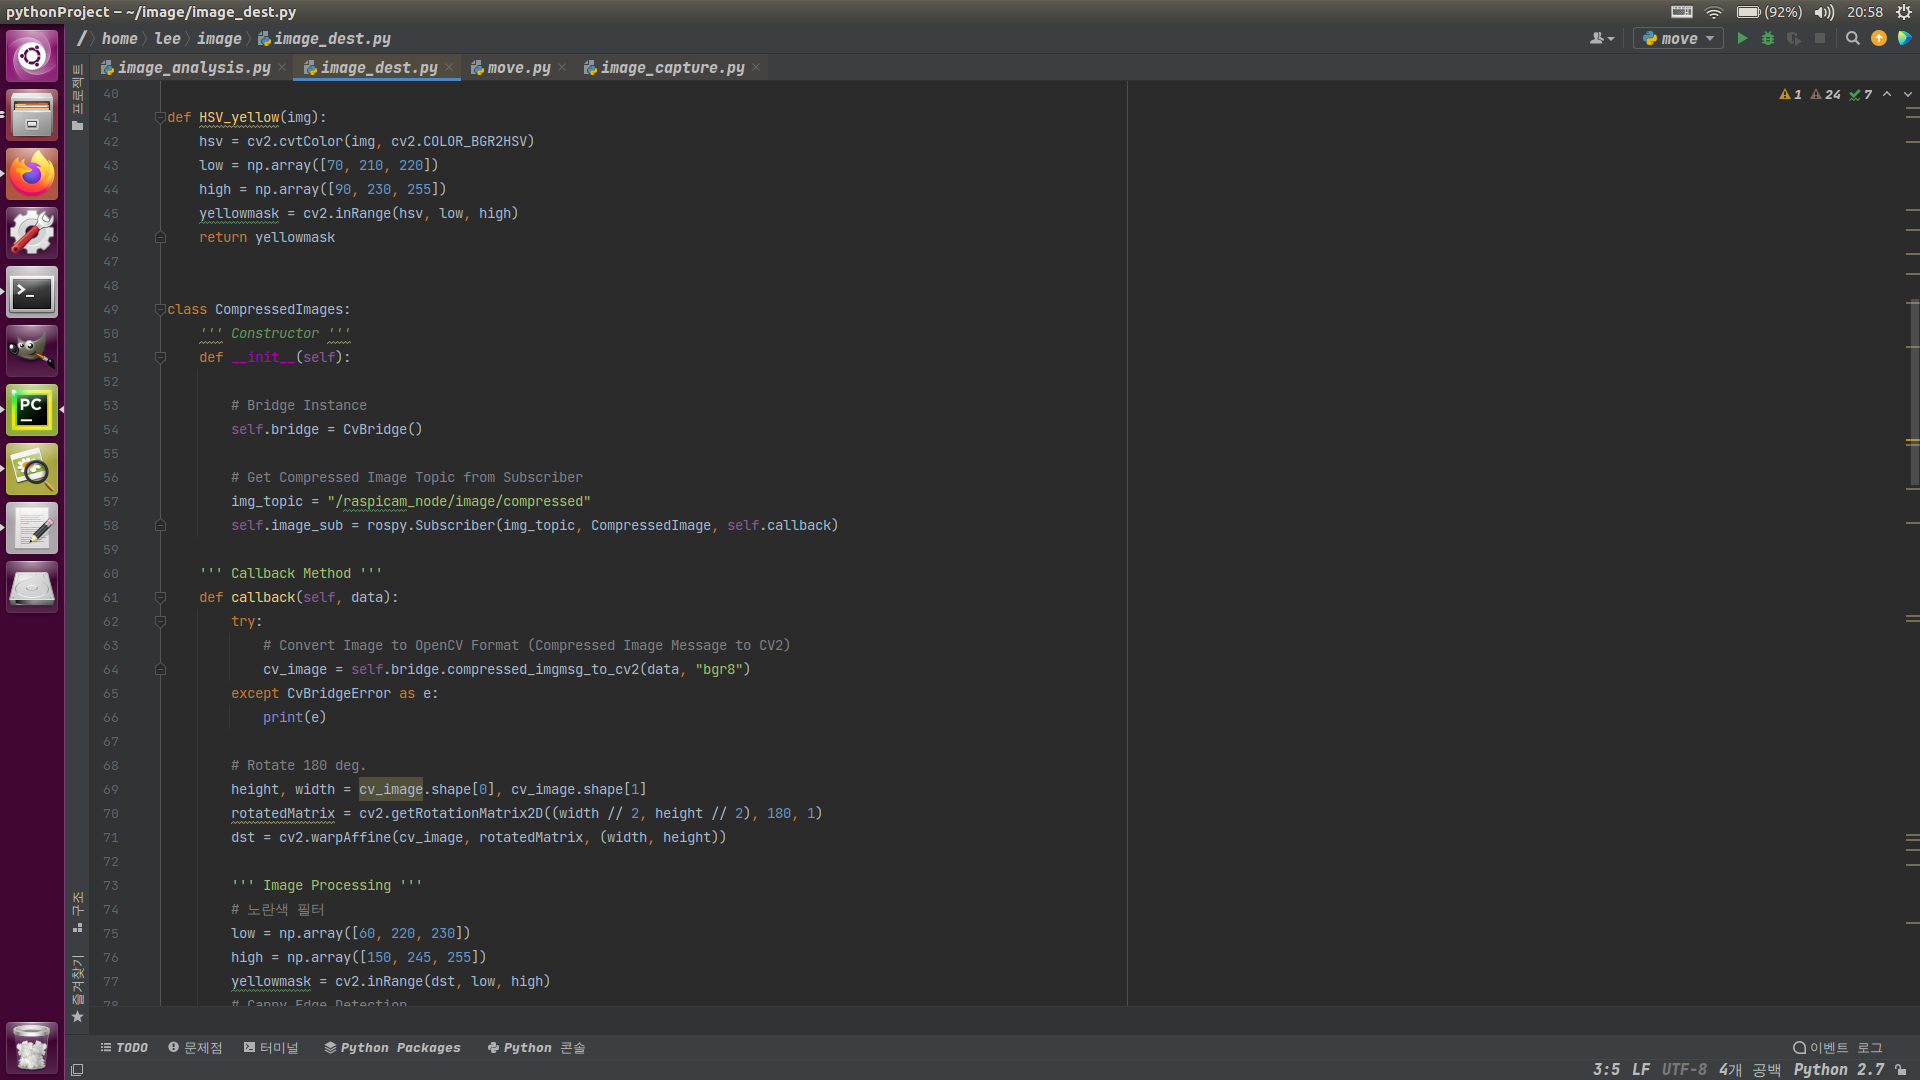 pythonProject – ~/image/image_dest.py
(92%) 20:58
/ home lee image image_dest.py
move
image_analysis.py image_dest.py move.py image_capture.py
1 24 7
프로젝트
구조
즐겨찾기
PC
40
41 def HSV_yellow(img):
42 hsv = cv2.cvtColor(img, cv2.COLOR_BGR2HSV)
43 low = np.array([70, 210, 220])
44 high = np.array([90, 230, 255])
45 yellowmask = cv2.inRange(hsv, low, high)
46 return yellowmask
47
48
49 class CompressedImages:
50 ''' Constructor '''
51 def __init__(self):
52
53 # Bridge Instance
54 self.bridge = CvBridge()
55
56 # Get Compressed Image Topic from Subscriber
57 img_topic = "/raspicam_node/image/compressed"
58 self.image_sub = rospy.Subscriber(img_topic, CompressedImage, self.callback)
59
60 ''' Callback Method '''
61 def callback(self, data):
62 try:
63 # Convert Image to OpenCV Format (Compressed Image Message to CV2)
64 cv_image = self.bridge.compressed_imgmsg_to_cv2(data, "bgr8")
65 except CvBridgeError as e:
66 print(e)
67
68 # Rotate 180 deg.
69 height, width = cv_image.shape[0], cv_image.shape[1]
70 rotatedMatrix = cv2.getRotationMatrix2D((width // 2, height // 2), 180, 1)
71 dst = cv2.warpAffine(cv_image, rotatedMatrix, (width, height))
72
73 ''' Image Processing '''
74 # 노란색 필터
75 low = np.array([60, 220, 230])
76 high = np.array([150, 245, 255])
77 yellowmask = cv2.inRange(dst, low, high)
78 # Canny Edge Detection
TODO 문제점 터미널 Python Packages Python 콘솔
이벤트 로그
3:5 LF UTF-8 4개 공백 Python 2.7